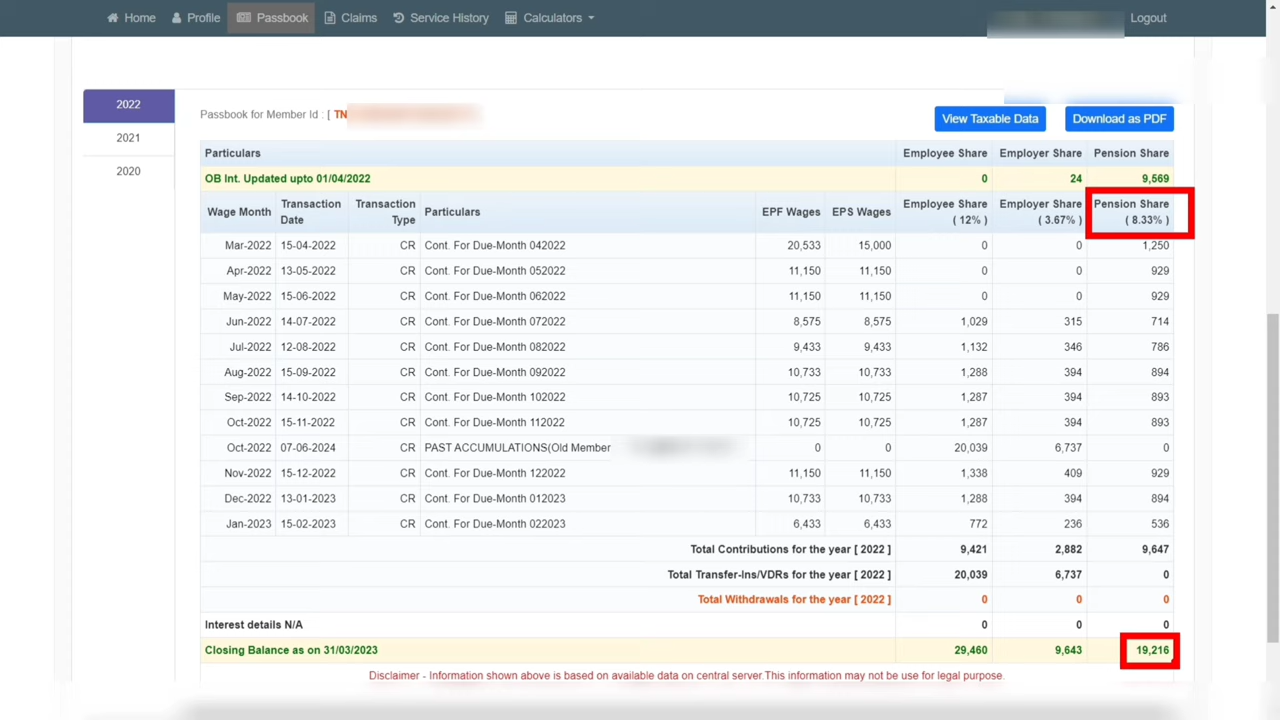 Home Profile Passbook Claims Service History Calculators Logout
2022
2021
2020
Passbook for Member Id : [ TN
View Taxable Data Download as PDF
Particulars Employee Share Employer Share Pension Share
OB Int. Updated upto 01/04/2022 0 24 9,569
Wage Month Transaction Date Transaction Type Particulars EPF Wages EPS Wages Employee Share ( 12% ) Employer Share ( 3.67% ) Pension Share ( 8.33% )
Mar-2022 15-04-2022 CR Cont. For Due-Month 042022 20,533 15,000 0 0 1,250
Apr-2022 13-05-2022 CR Cont. For Due-Month 052022 11,150 11,150 0 0 929
May-2022 15-06-2022 CR Cont. For Due-Month 062022 11,150 11,150 0 0 929
Jun-2022 14-07-2022 CR Cont. For Due-Month 072022 8,575 8,575 1,029 315 714
Jul-2022 12-08-2022 CR Cont. For Due-Month 082022 9,433 9,433 1,132 346 786
Aug-2022 15-09-2022 CR Cont. For Due-Month 092022 10,733 10,733 1,288 394 894
Sep-2022 14-10-2022 CR Cont. For Due-Month 102022 10,725 10,725 1,287 394 893
Oct-2022 15-11-2022 CR Cont. For Due-Month 112022 10,725 10,725 1,287 394 893
Oct-2022 07-06-2024 CR PAST ACCUMULATIONS(Old Member 0 0 20,039 6,737 0
Nov-2022 15-12-2022 CR Cont. For Due-Month 122022 11,150 11,150 1,338 409 929
Dec-2022 13-01-2023 CR Cont. For Due-Month 012023 10,733 10,733 1,288 394 894
Jan-2023 15-02-2023 CR Cont. For Due-Month 022023 6,433 6,433 772 236 536
Total Contributions for the year [ 2022 ] 9,421 2,882 9,647
Total Transfer-Ins/VDRs for the year [ 2022 ] 20,039 6,737 0
Total Withdrawals for the year [ 2022 ] 0 0 0
Interest details N/A 0 0 0
Closing Balance as on 31/03/2023 29,460 9,643 19,216
Disclaimer - Information shown above is based on available data on central server.This information may not be use for legal purpose.